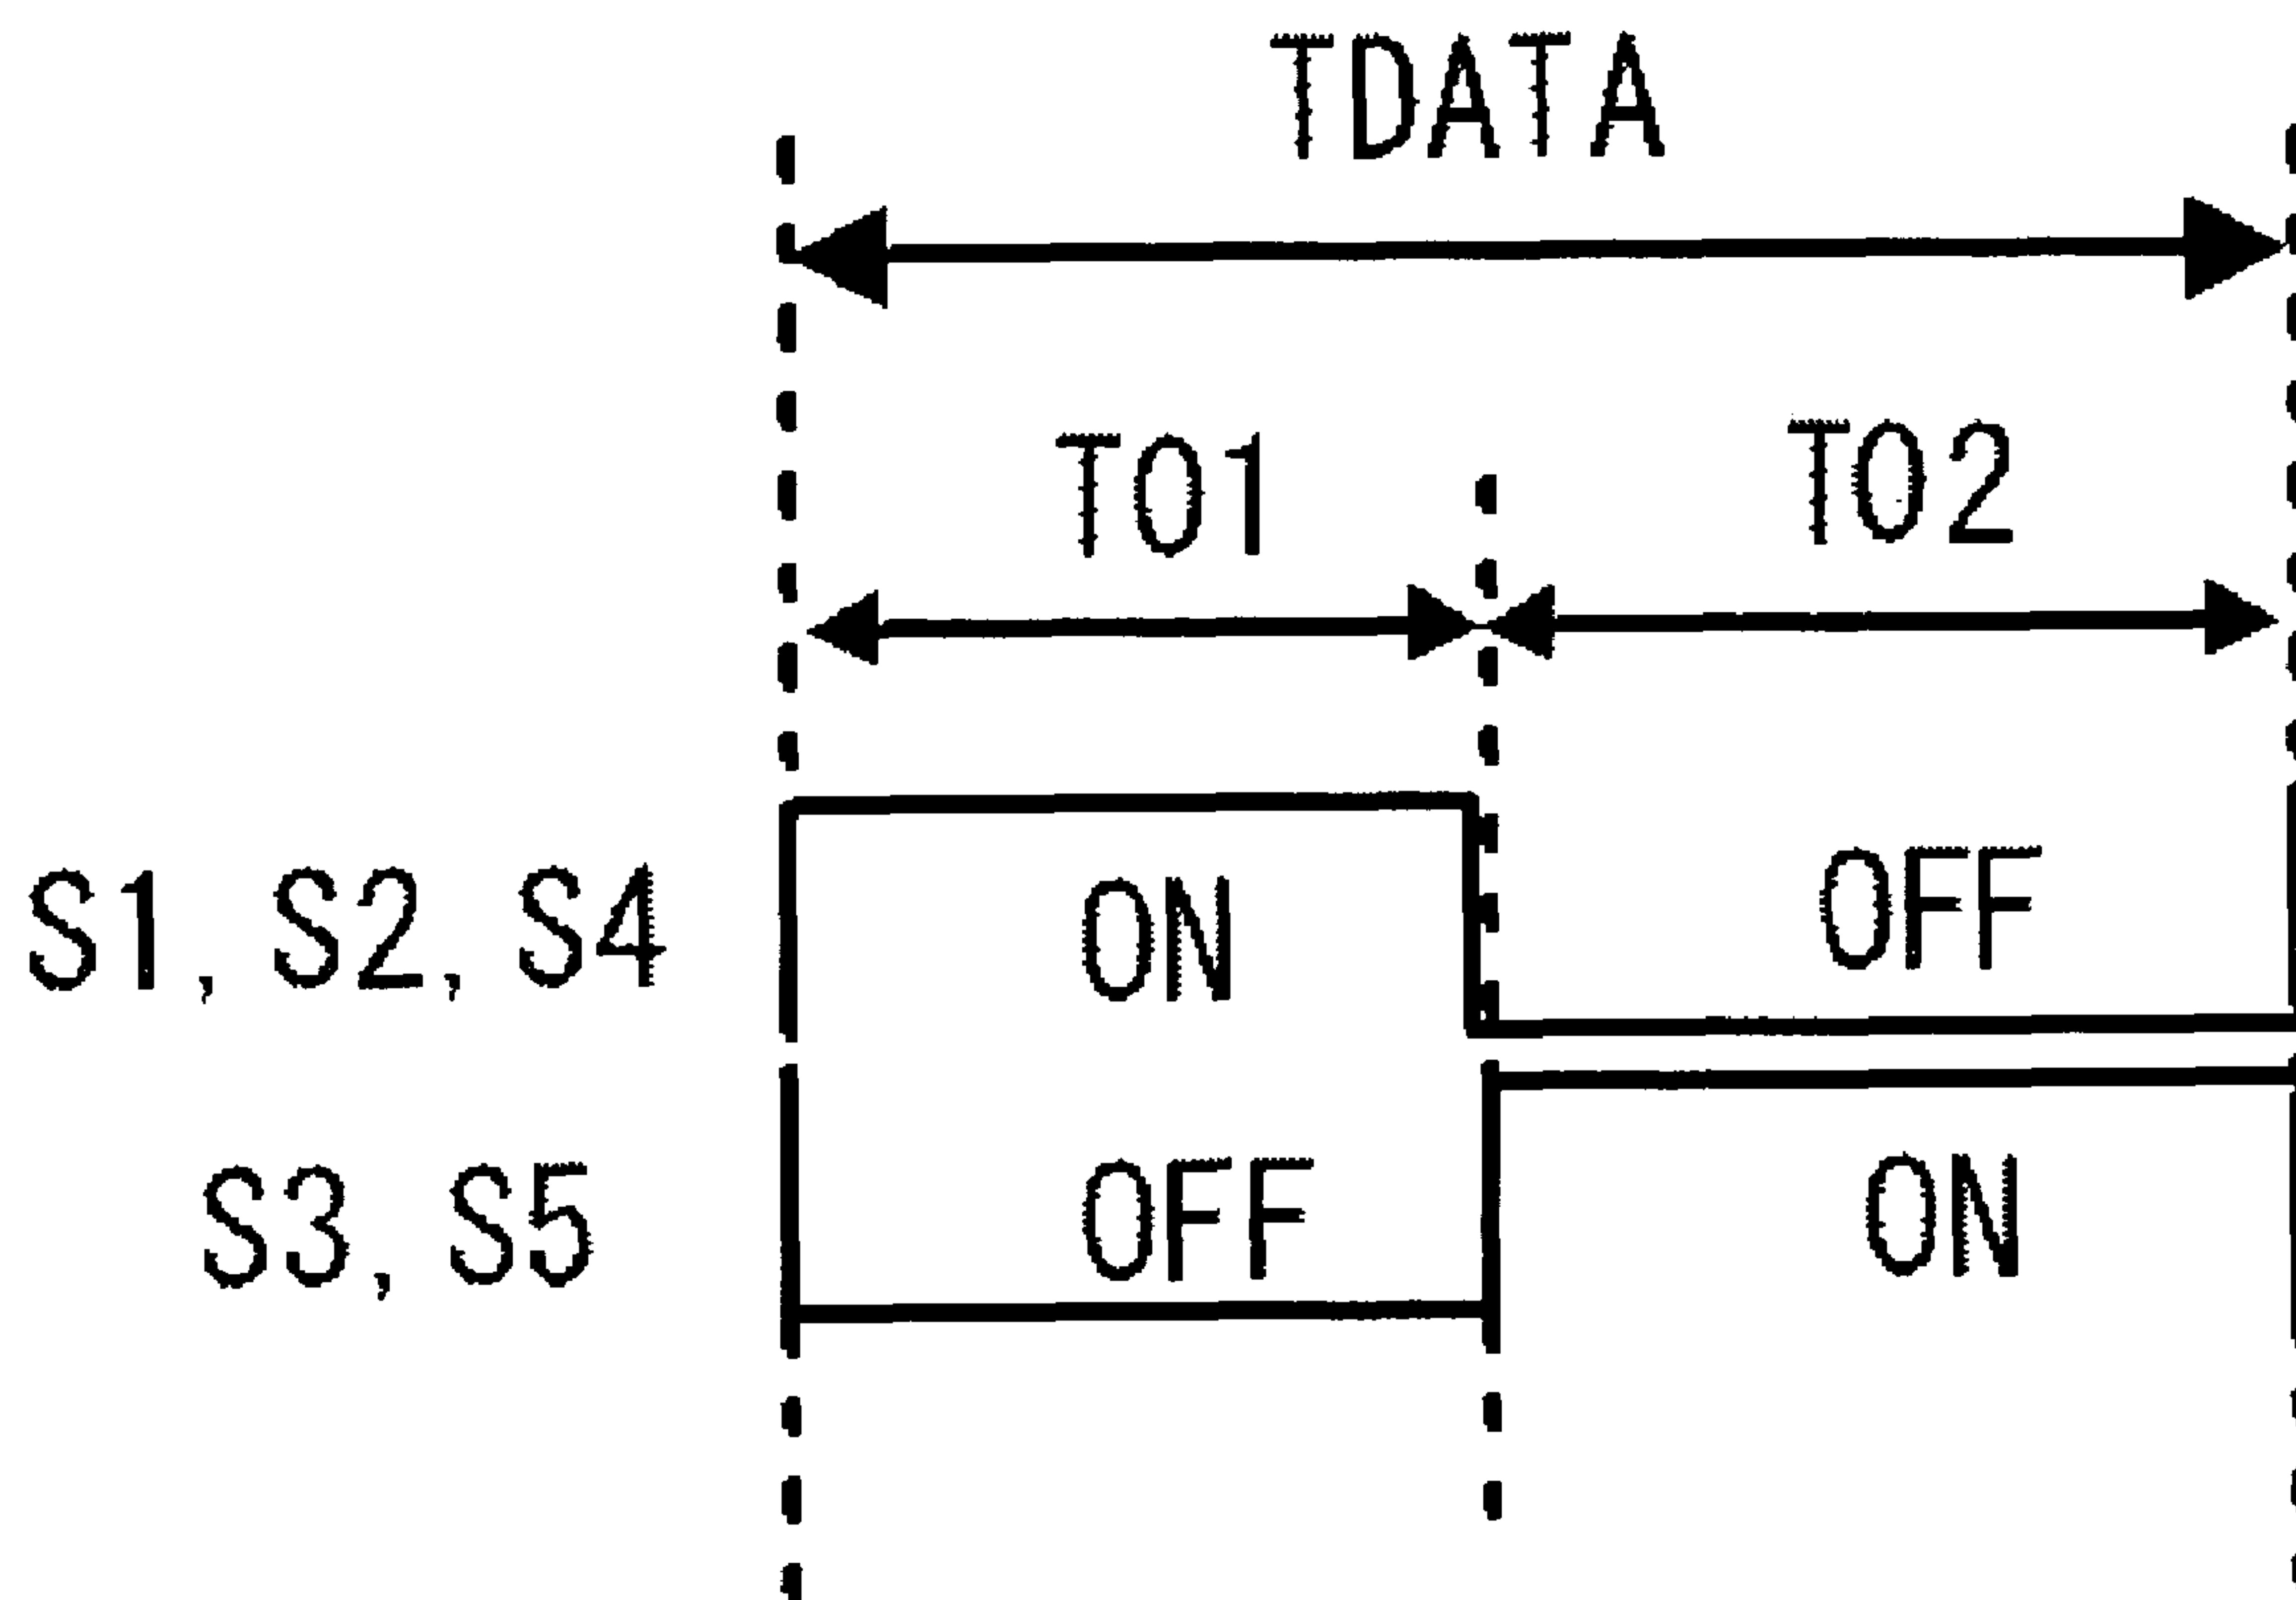 TDATA
T01 T02
S1, S2, S4 ON OFF
S3, S5 OFF ON